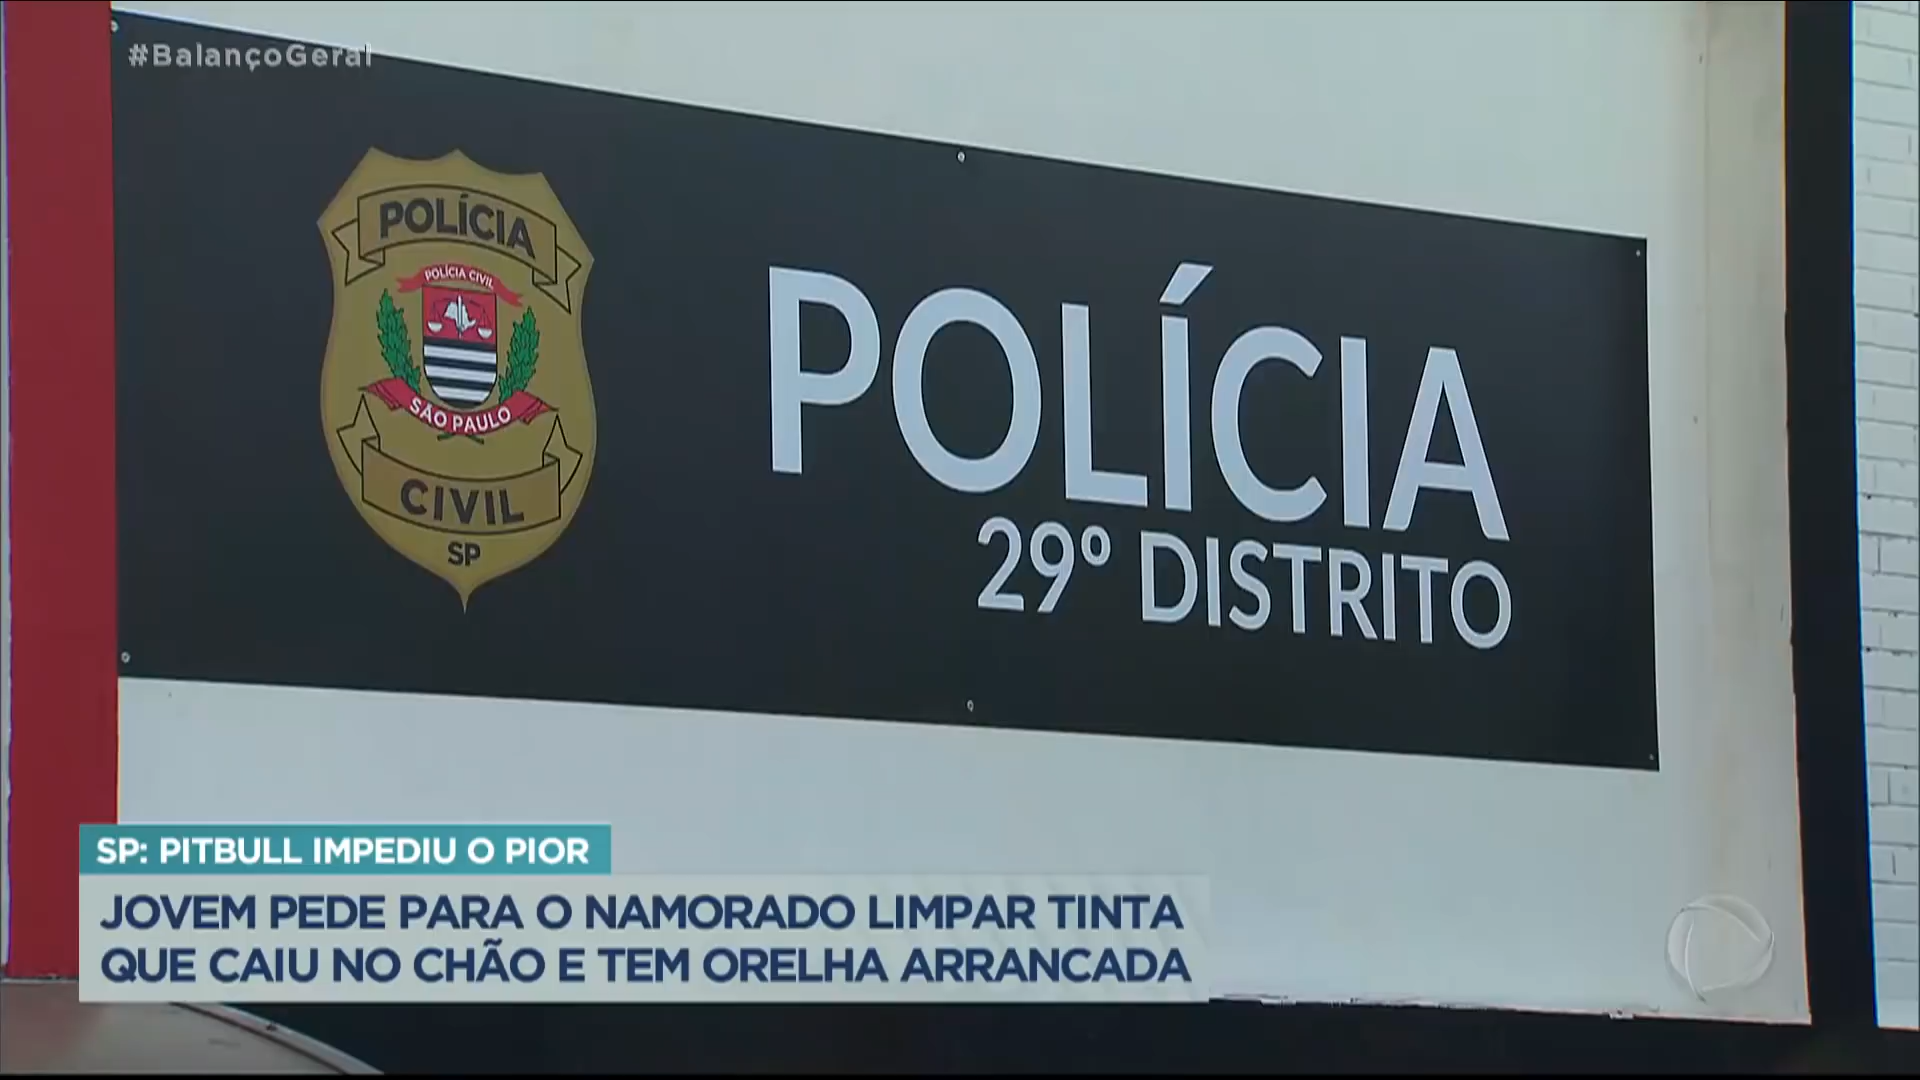 #BalançoGeral
POLÍCIA
POLÍCIA CIVIL
SÃO PAULO
CIVIL
SP
POLÍCIA
29º DISTRITO
SP: PITBULL IMPEDIU O PIOR
JOVEM PEDE PARA O NAMORADO LIMPAR TINTA
QUE CAIU NO CHÃO E TEM ORELHA ARRANCADA